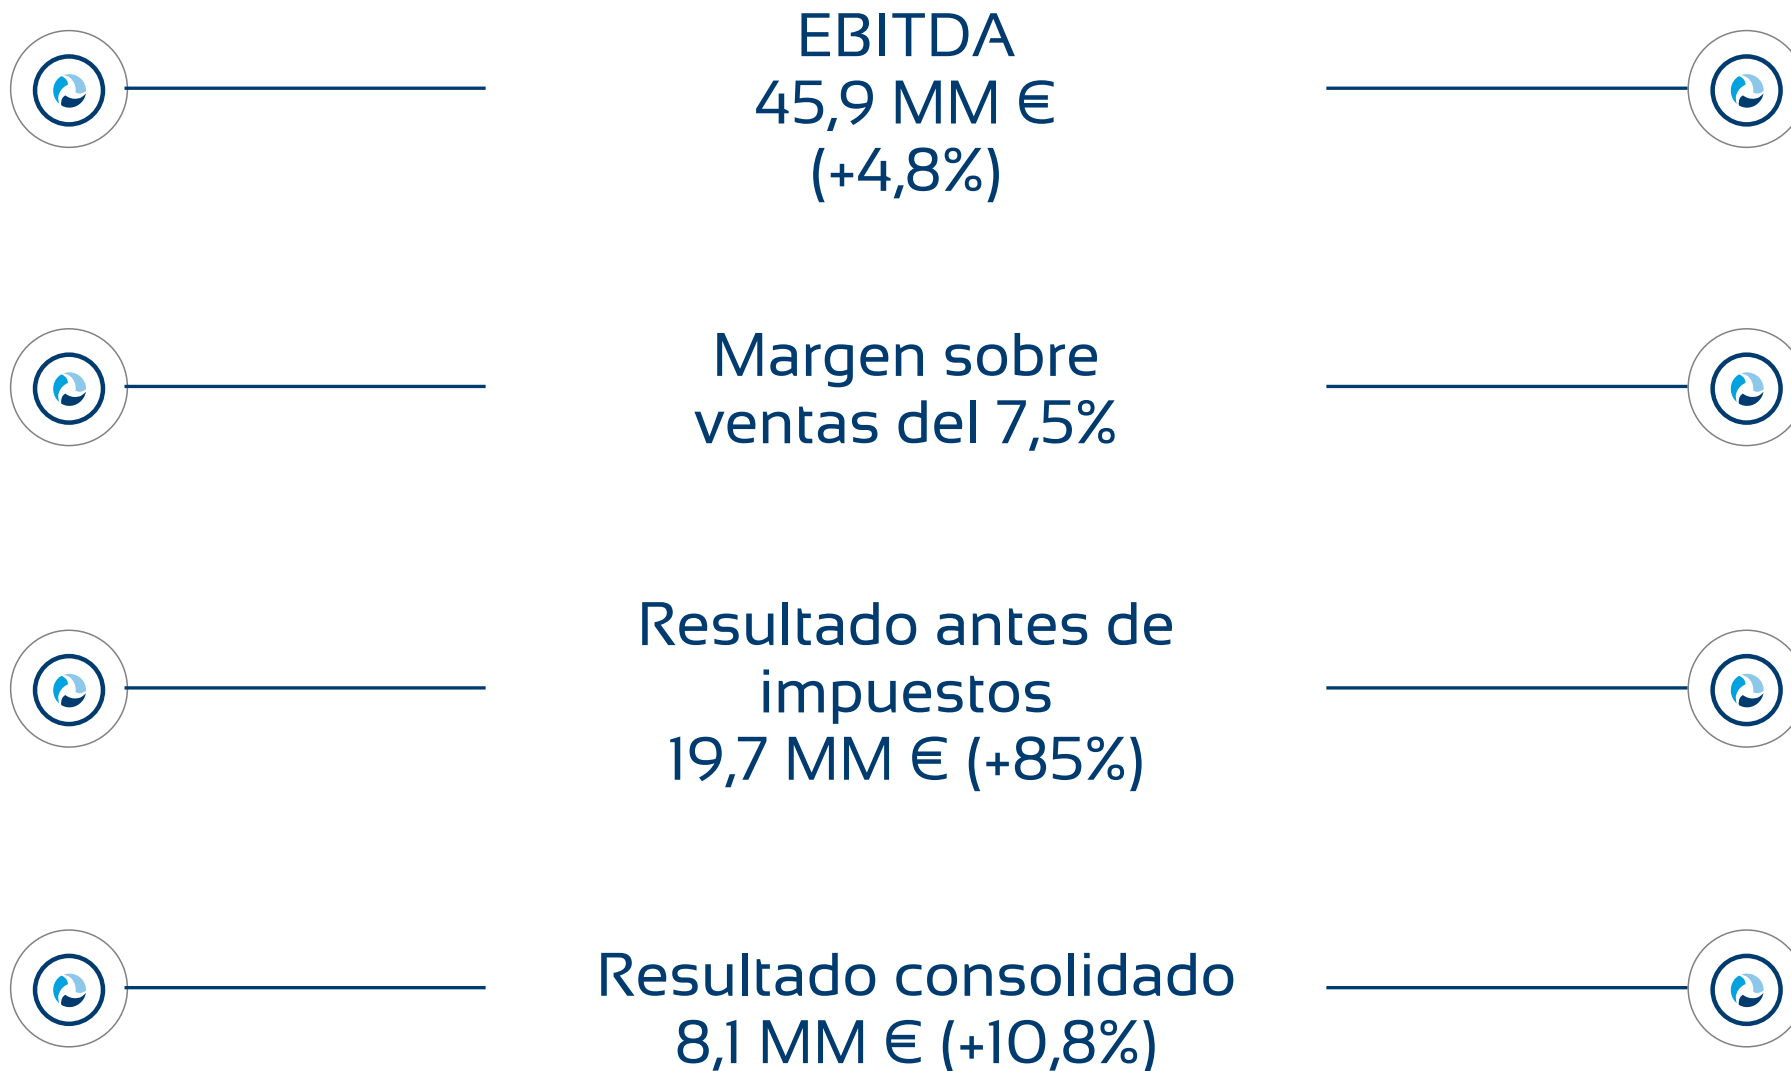 EBITDA
45,9 MM €
(+4,8%)
Margen sobre
ventas del 7,5%
Resultado antes de
impuestos
19,7 MM € (+85%)
Resultado consolidado
8,1 MM € (+10,8%)